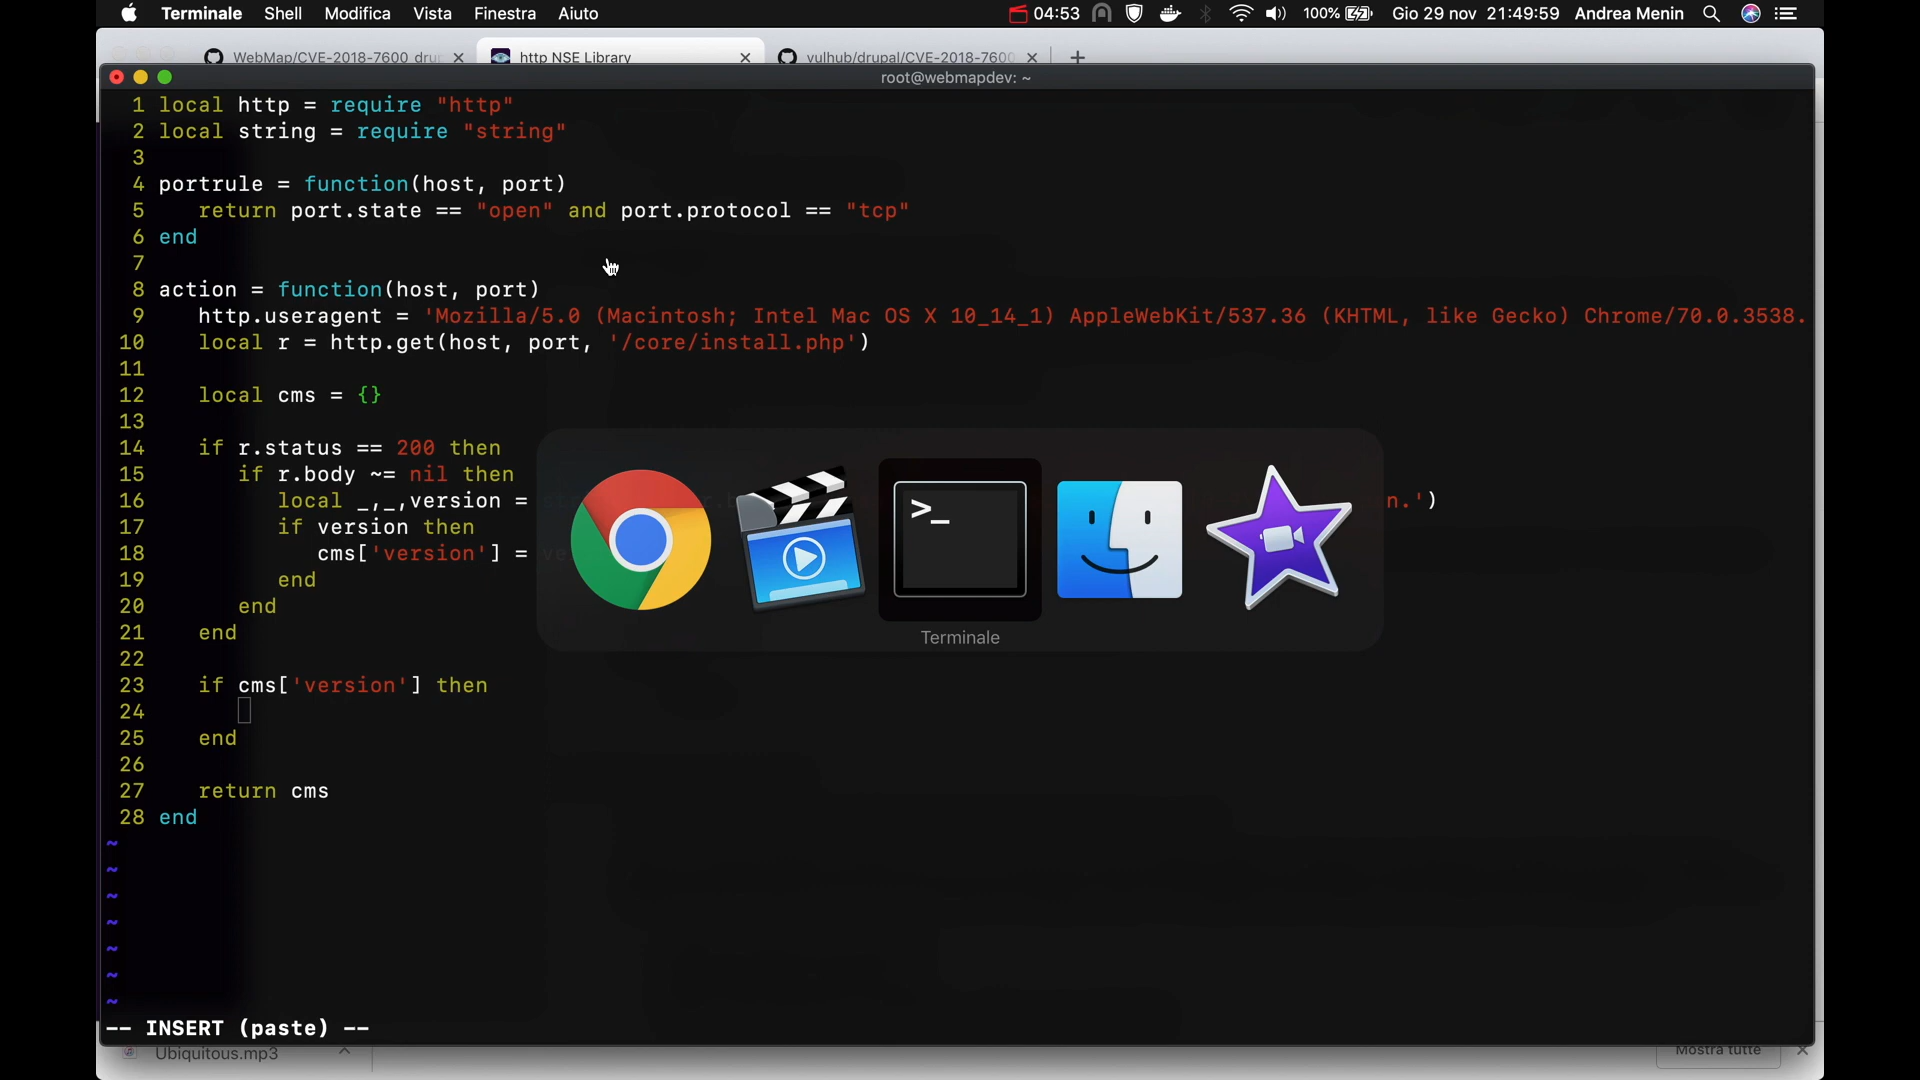 Terminale Shell Modifica Vista Finestra Aiuto 04:53 100% Gio 29 nov 21:49:59 Andrea Menin
WebMap/CVE-2018-7600 http NSE Library vulhub/drupal/CVE-2018-7600
root@webmapdev: ~
1 local http = require "http"
2 local string = require "string"
3
4 portrule = function(host, port)
5 return port.state == "open" and port.protocol == "tcp"
6 end
7
8 action = function(host, port)
9 http.useragent = 'Mozilla/5.0 (Macintosh; Intel Mac OS X 10_14_1) AppleWebKit/537.36 (KHTML, like Gecko) Chrome/70.0.3538.
10 local r = http.get(host, port, '/core/install.php')
11
12 local cms = {}
13
14 if r.status == 200 then
15 if r.body ~= nil then
16 local _,_,version = n.')
17 if version then
18 cms['version'] =
19 end
20 end
21 end
22
23 if cms['version'] then
24
25 end
26
27 return cms
28 end
~
~
~
~
~
~
~
>_
Terminale
-- INSERT (paste) --
Ubiquitous.mp3 Mostra tutte